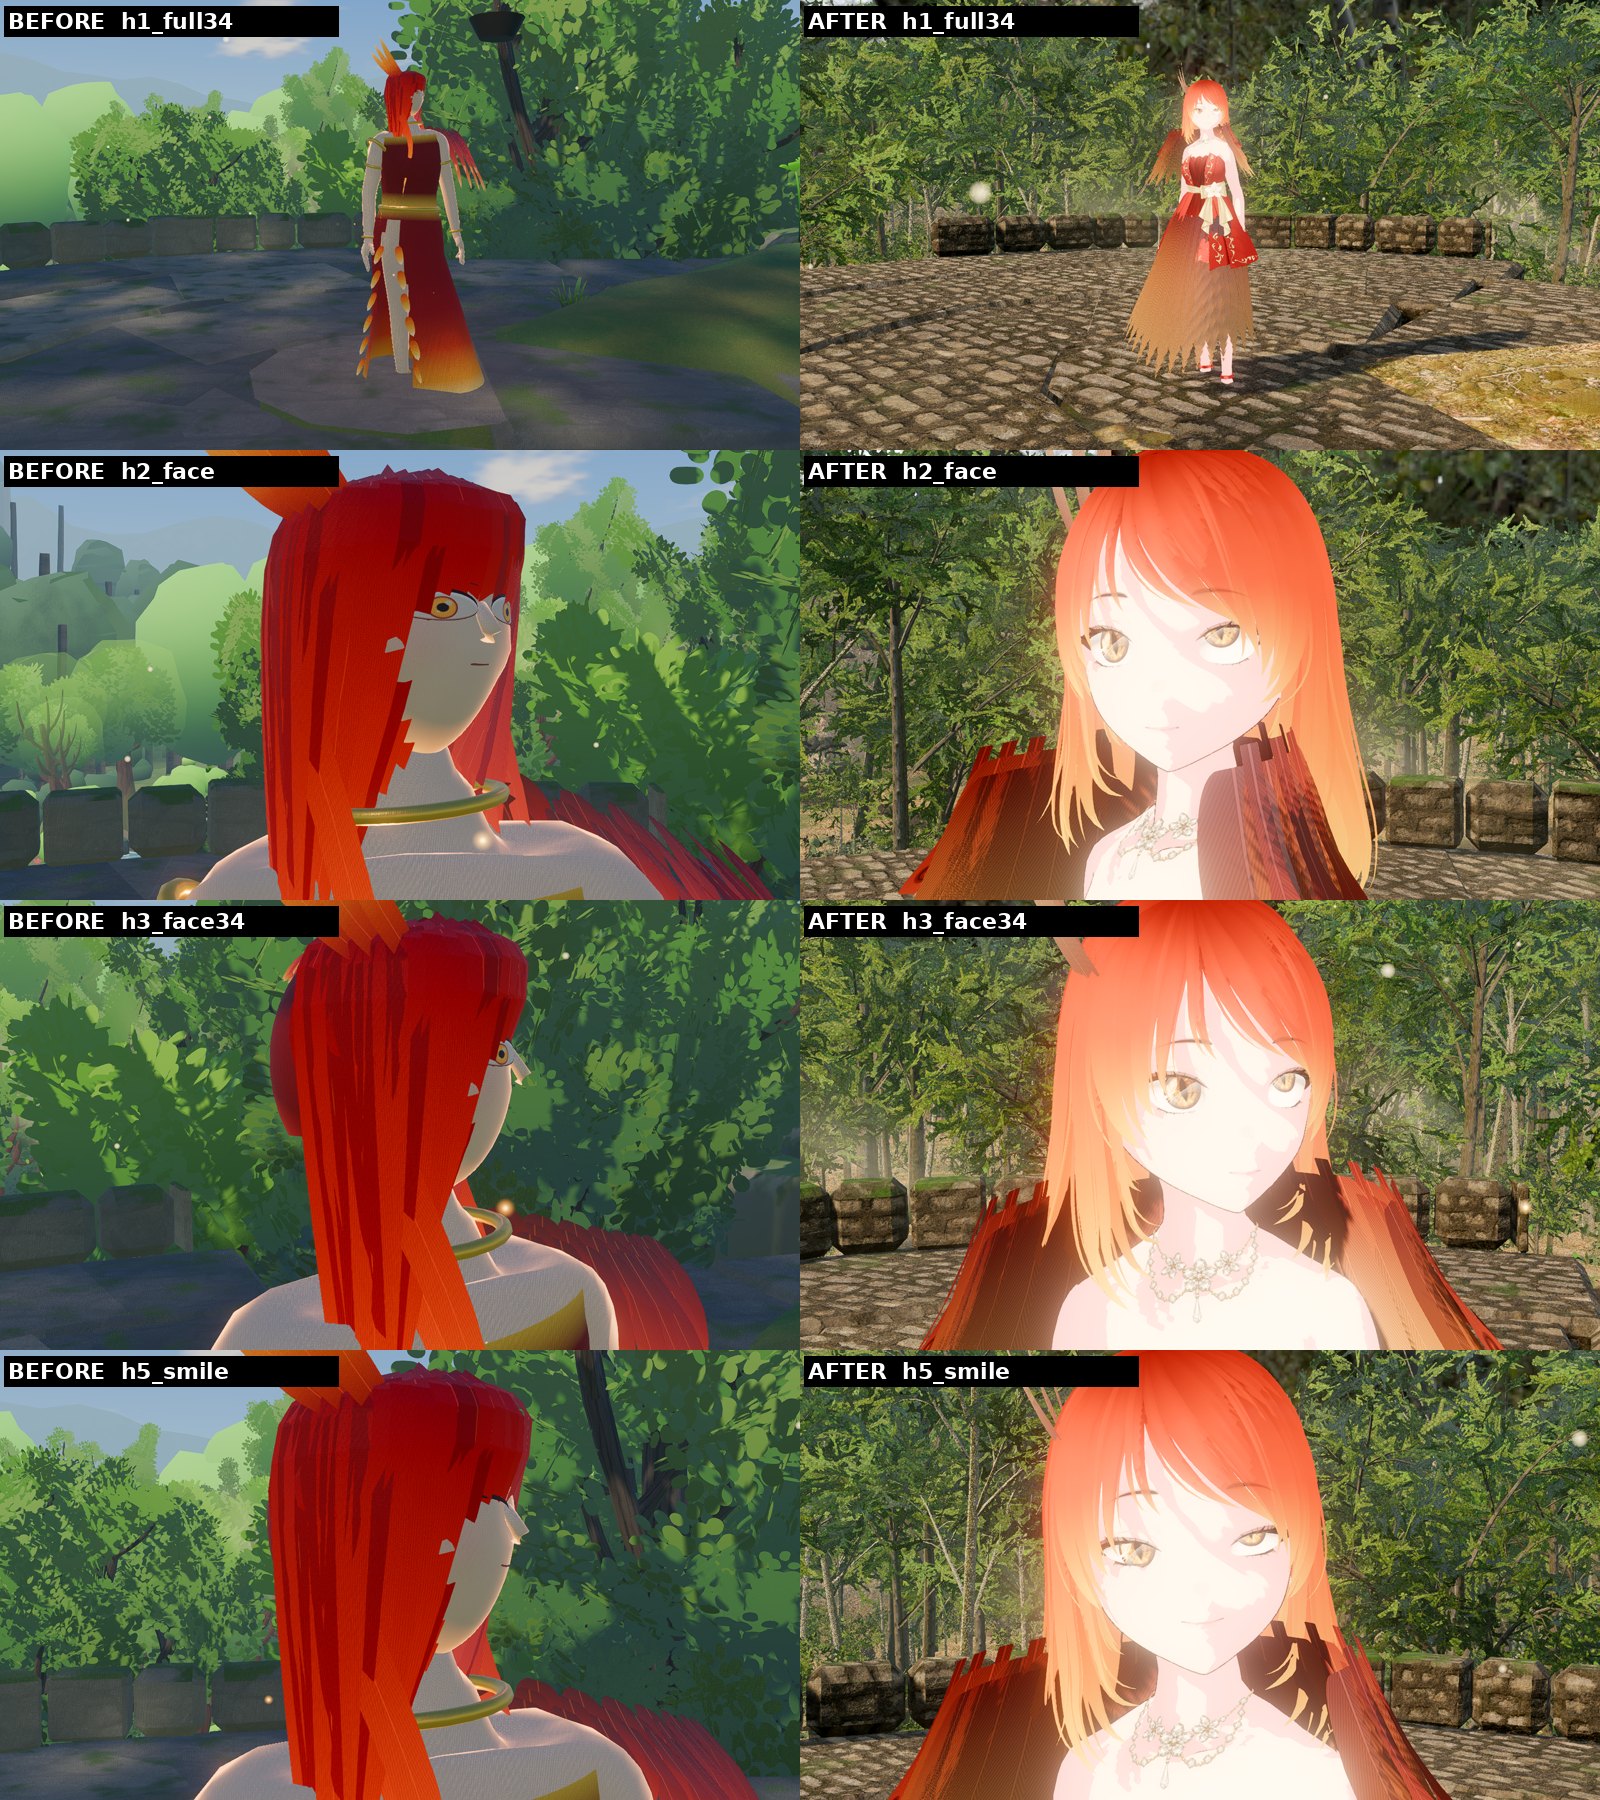 BEFORE h1_full34
AFTER h1_full34
BEFORE h2_face
AFTER h2_face
BEFORE h3_face34
AFTER h3_face34
BEFORE h5_smile
AFTER h5_smile